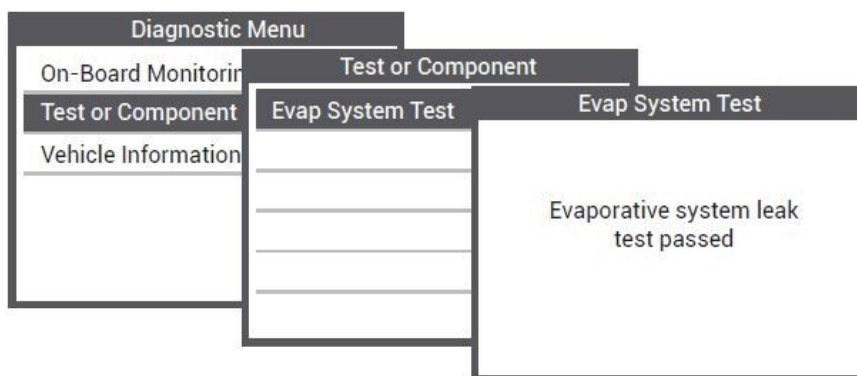 Diagnostic Menu
On-Board Monitorin
Test or Component
Vehicle Information
Test or Component
Evap System Test
Evap System Test
Evaporative system leak
test passed